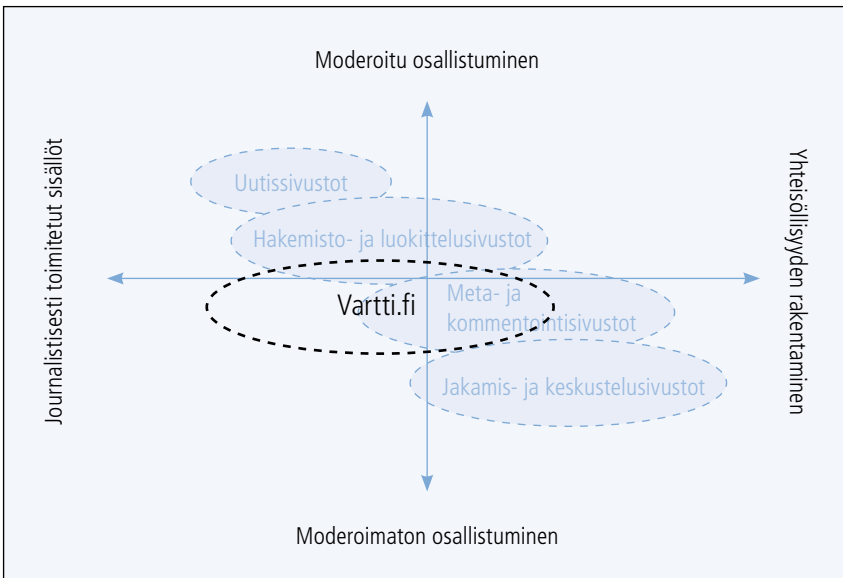 Moderoitu osallistuminen
Journalistisesti toimitetut sisällöt
Yhteisöllisyyden rakentaminen
Uutissivustot
Hakemisto- ja luokittelusivustot
Vartti.fi
Meta- ja
kommentointisivustot
Jakamis- ja keskustelusivustot
Moderoimaton osallistuminen